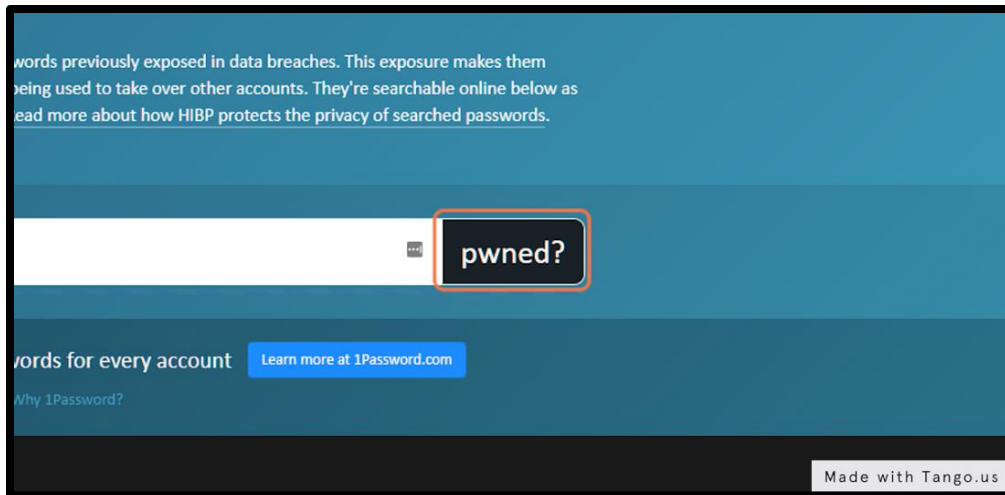 words previously exposed in data breaches. This exposure makes them
being used to take over other accounts. They're searchable online below as
ead more about how HIBP protects the privacy of searched passwords.
pwned?
words for every account Learn more at 1Password.com
Why 1Password?
Made with Tango.us